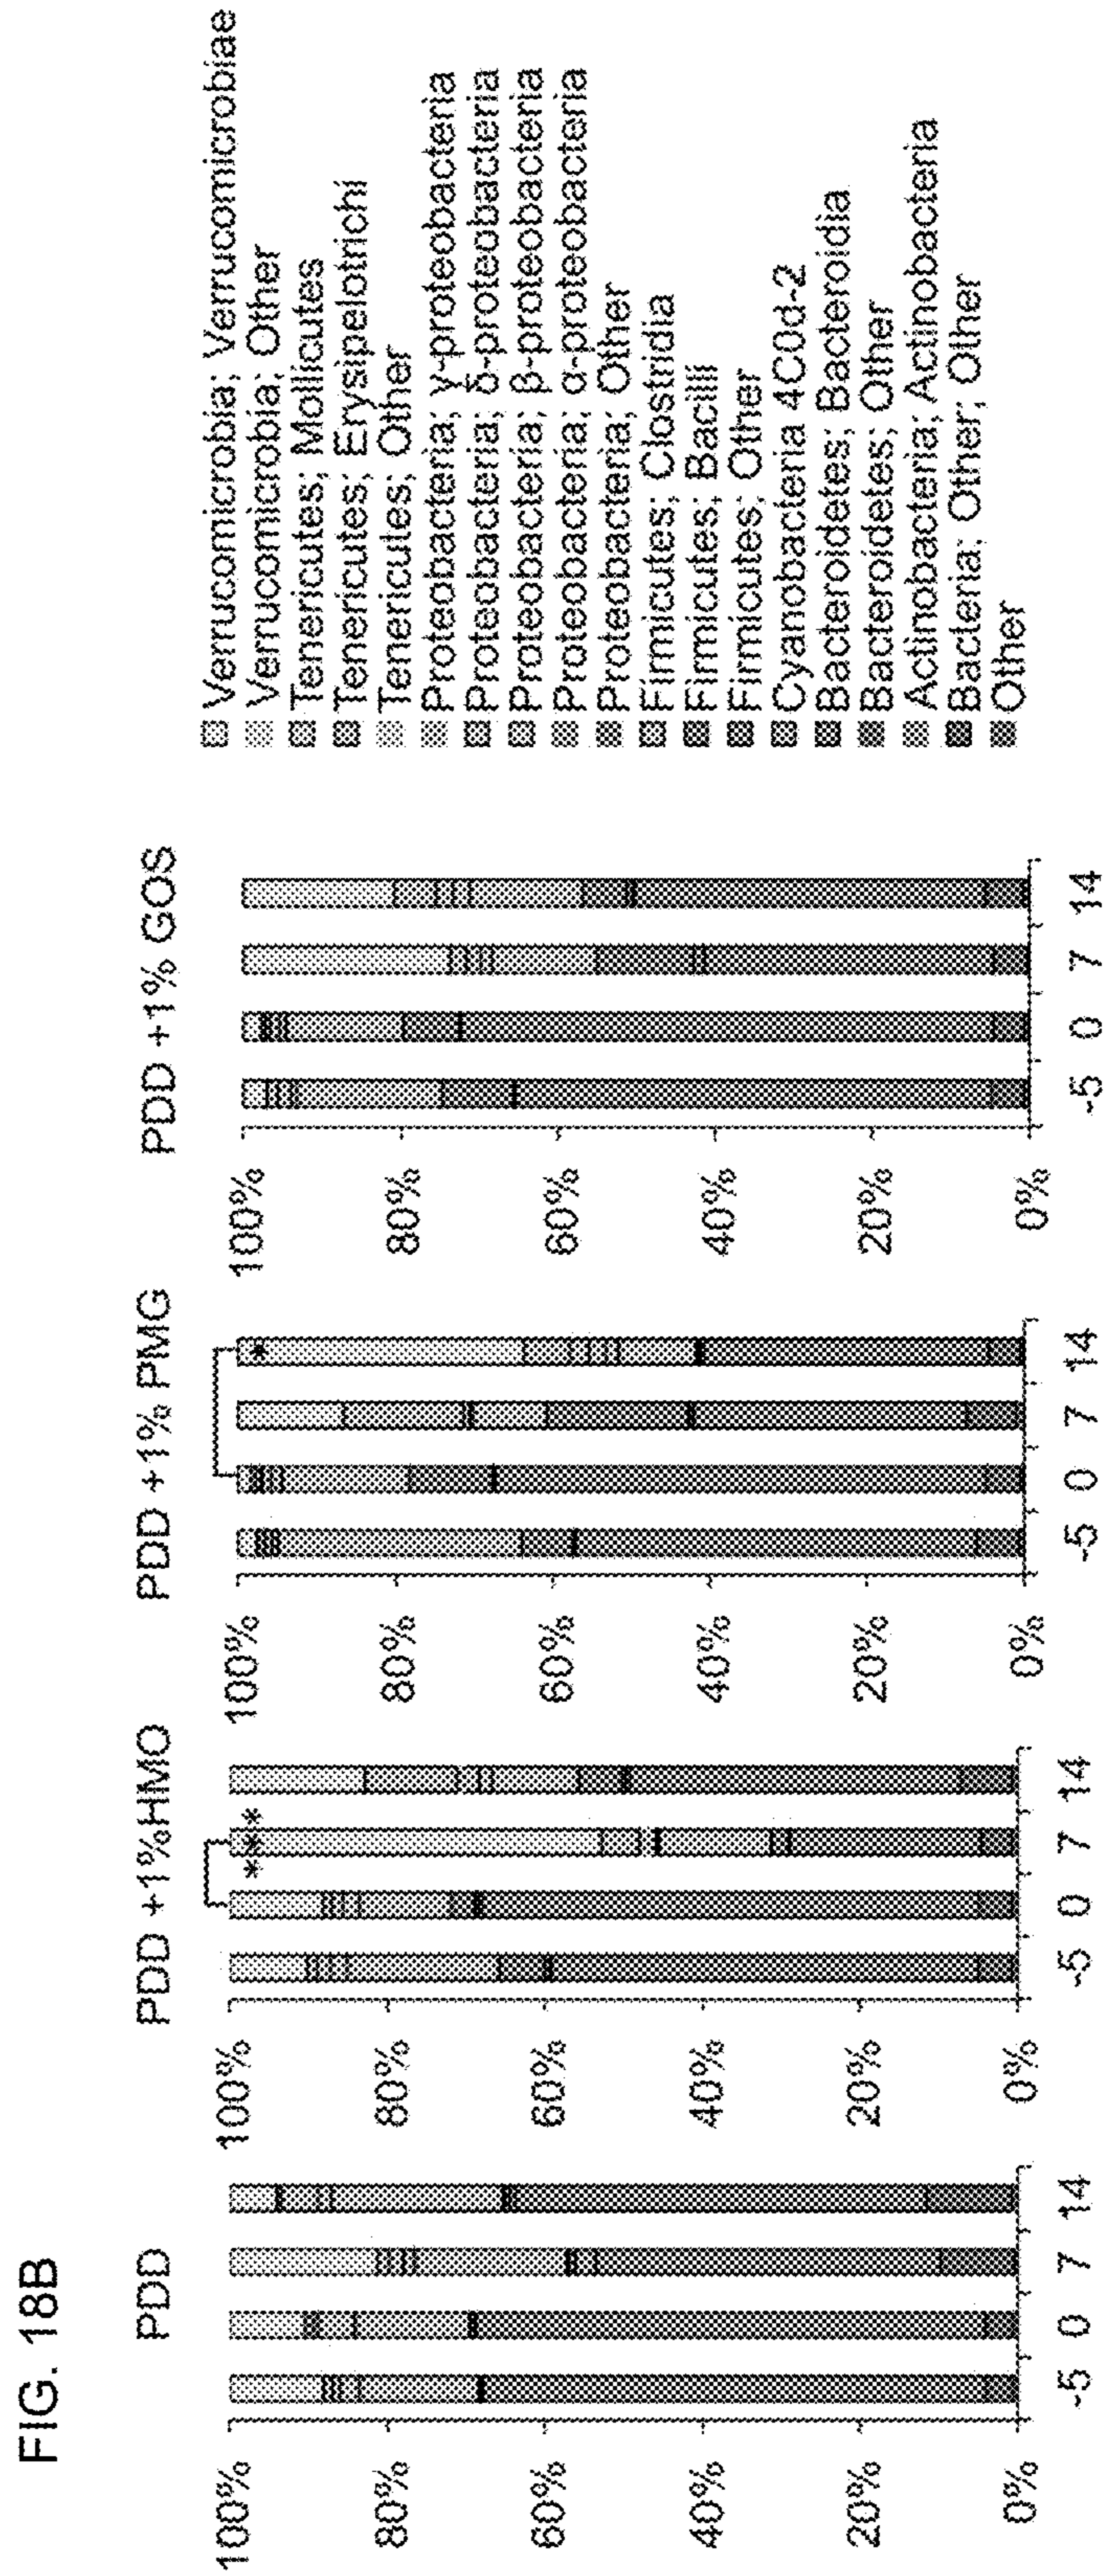 FIG. 18B
PDD
100%
80%
60%
40%
20%
0%
-5 0 7 14
PDD +1%HMO
100%
80%
60%
40%
20%
0%
***
-5 0 7 14
PDD +1% PMG
100%
80%
60%
40%
20%
0%
*
-5 0 7 14
PDD +1% GOS
100%
80%
60%
40%
20%
0%
-5 0 7 14
Verrucomicrobia; Verrucomicrobiae
Verrucomicrobia; Other
Tenericutes; Mollicutes
Tenericutes; Erysipelotrichi
Tenericutes; Other
Proteobacteria; γ-proteobacteria
Proteobacteria; δ-proteobacteria
Proteobacteria; β-proteobacteria
Proteobacteria; α-proteobacteria
Proteobacteria; Other
Firmicutes; Clostridia
Firmicutes; Bacilli
Firmicutes; Other
Cyanobacteria 4C0d-2
Bacteroidetes; Bacteroidia
Bacteroidetes; Other
Actinobacteria; Actinobacteria
Bacteria; Other; Other
Other